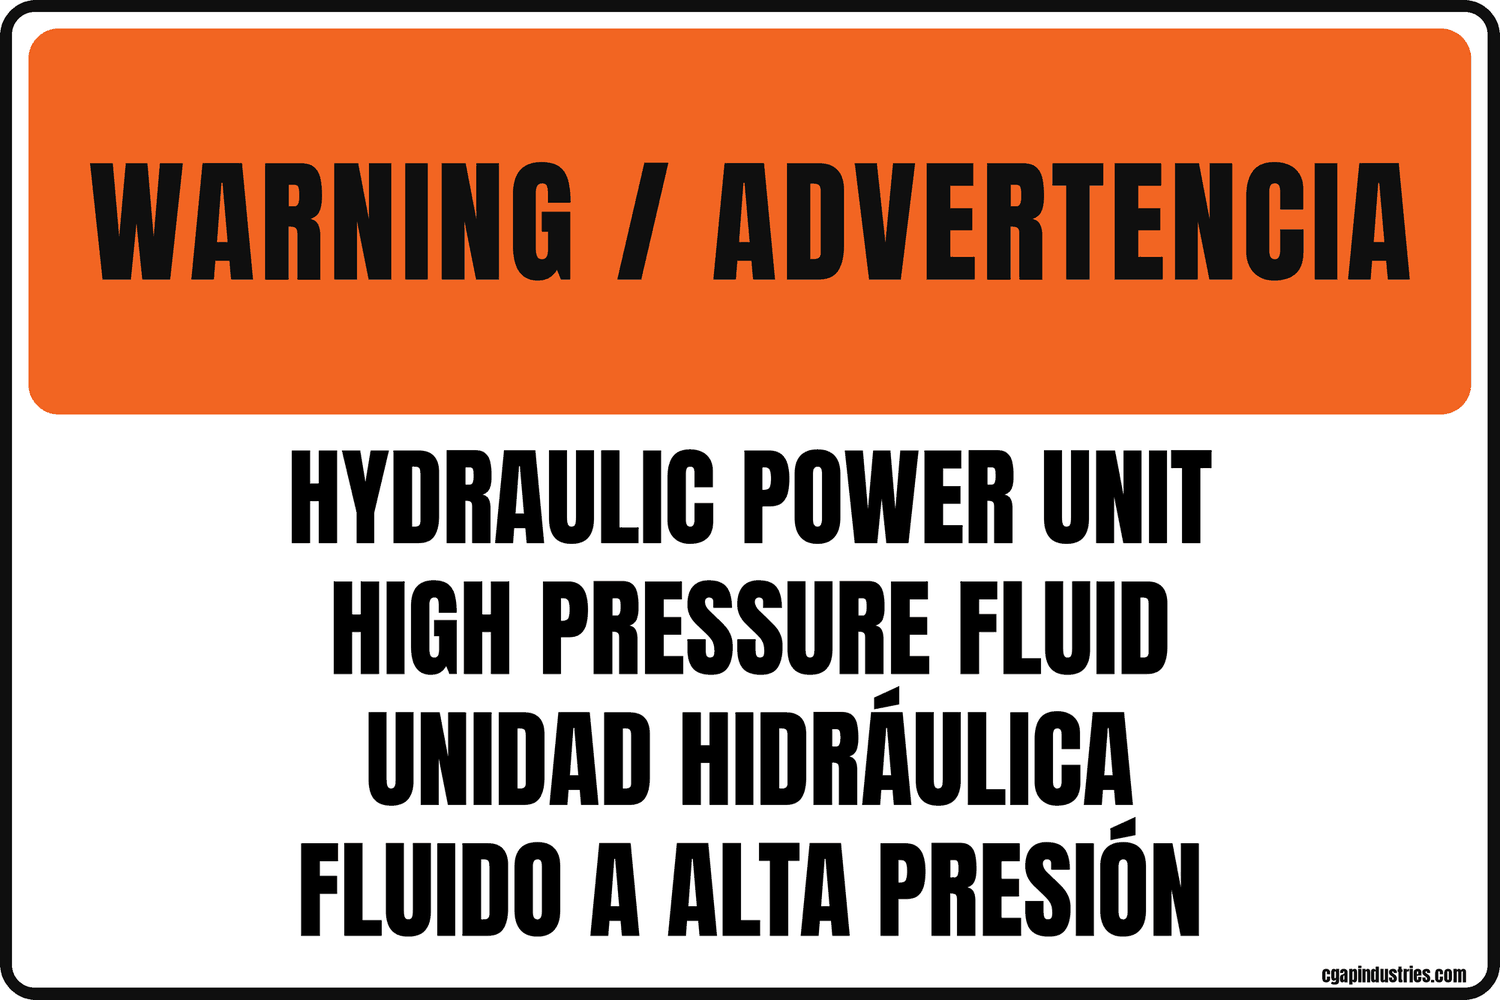 WARNING / ADVERTENCIA
HYDRAULIC POWER UNIT
HIGH PRESSURE FLUID
UNIDAD HIDRÁULICA
FLUIDO A ALTA PRESIÓN
cgapindustries.com